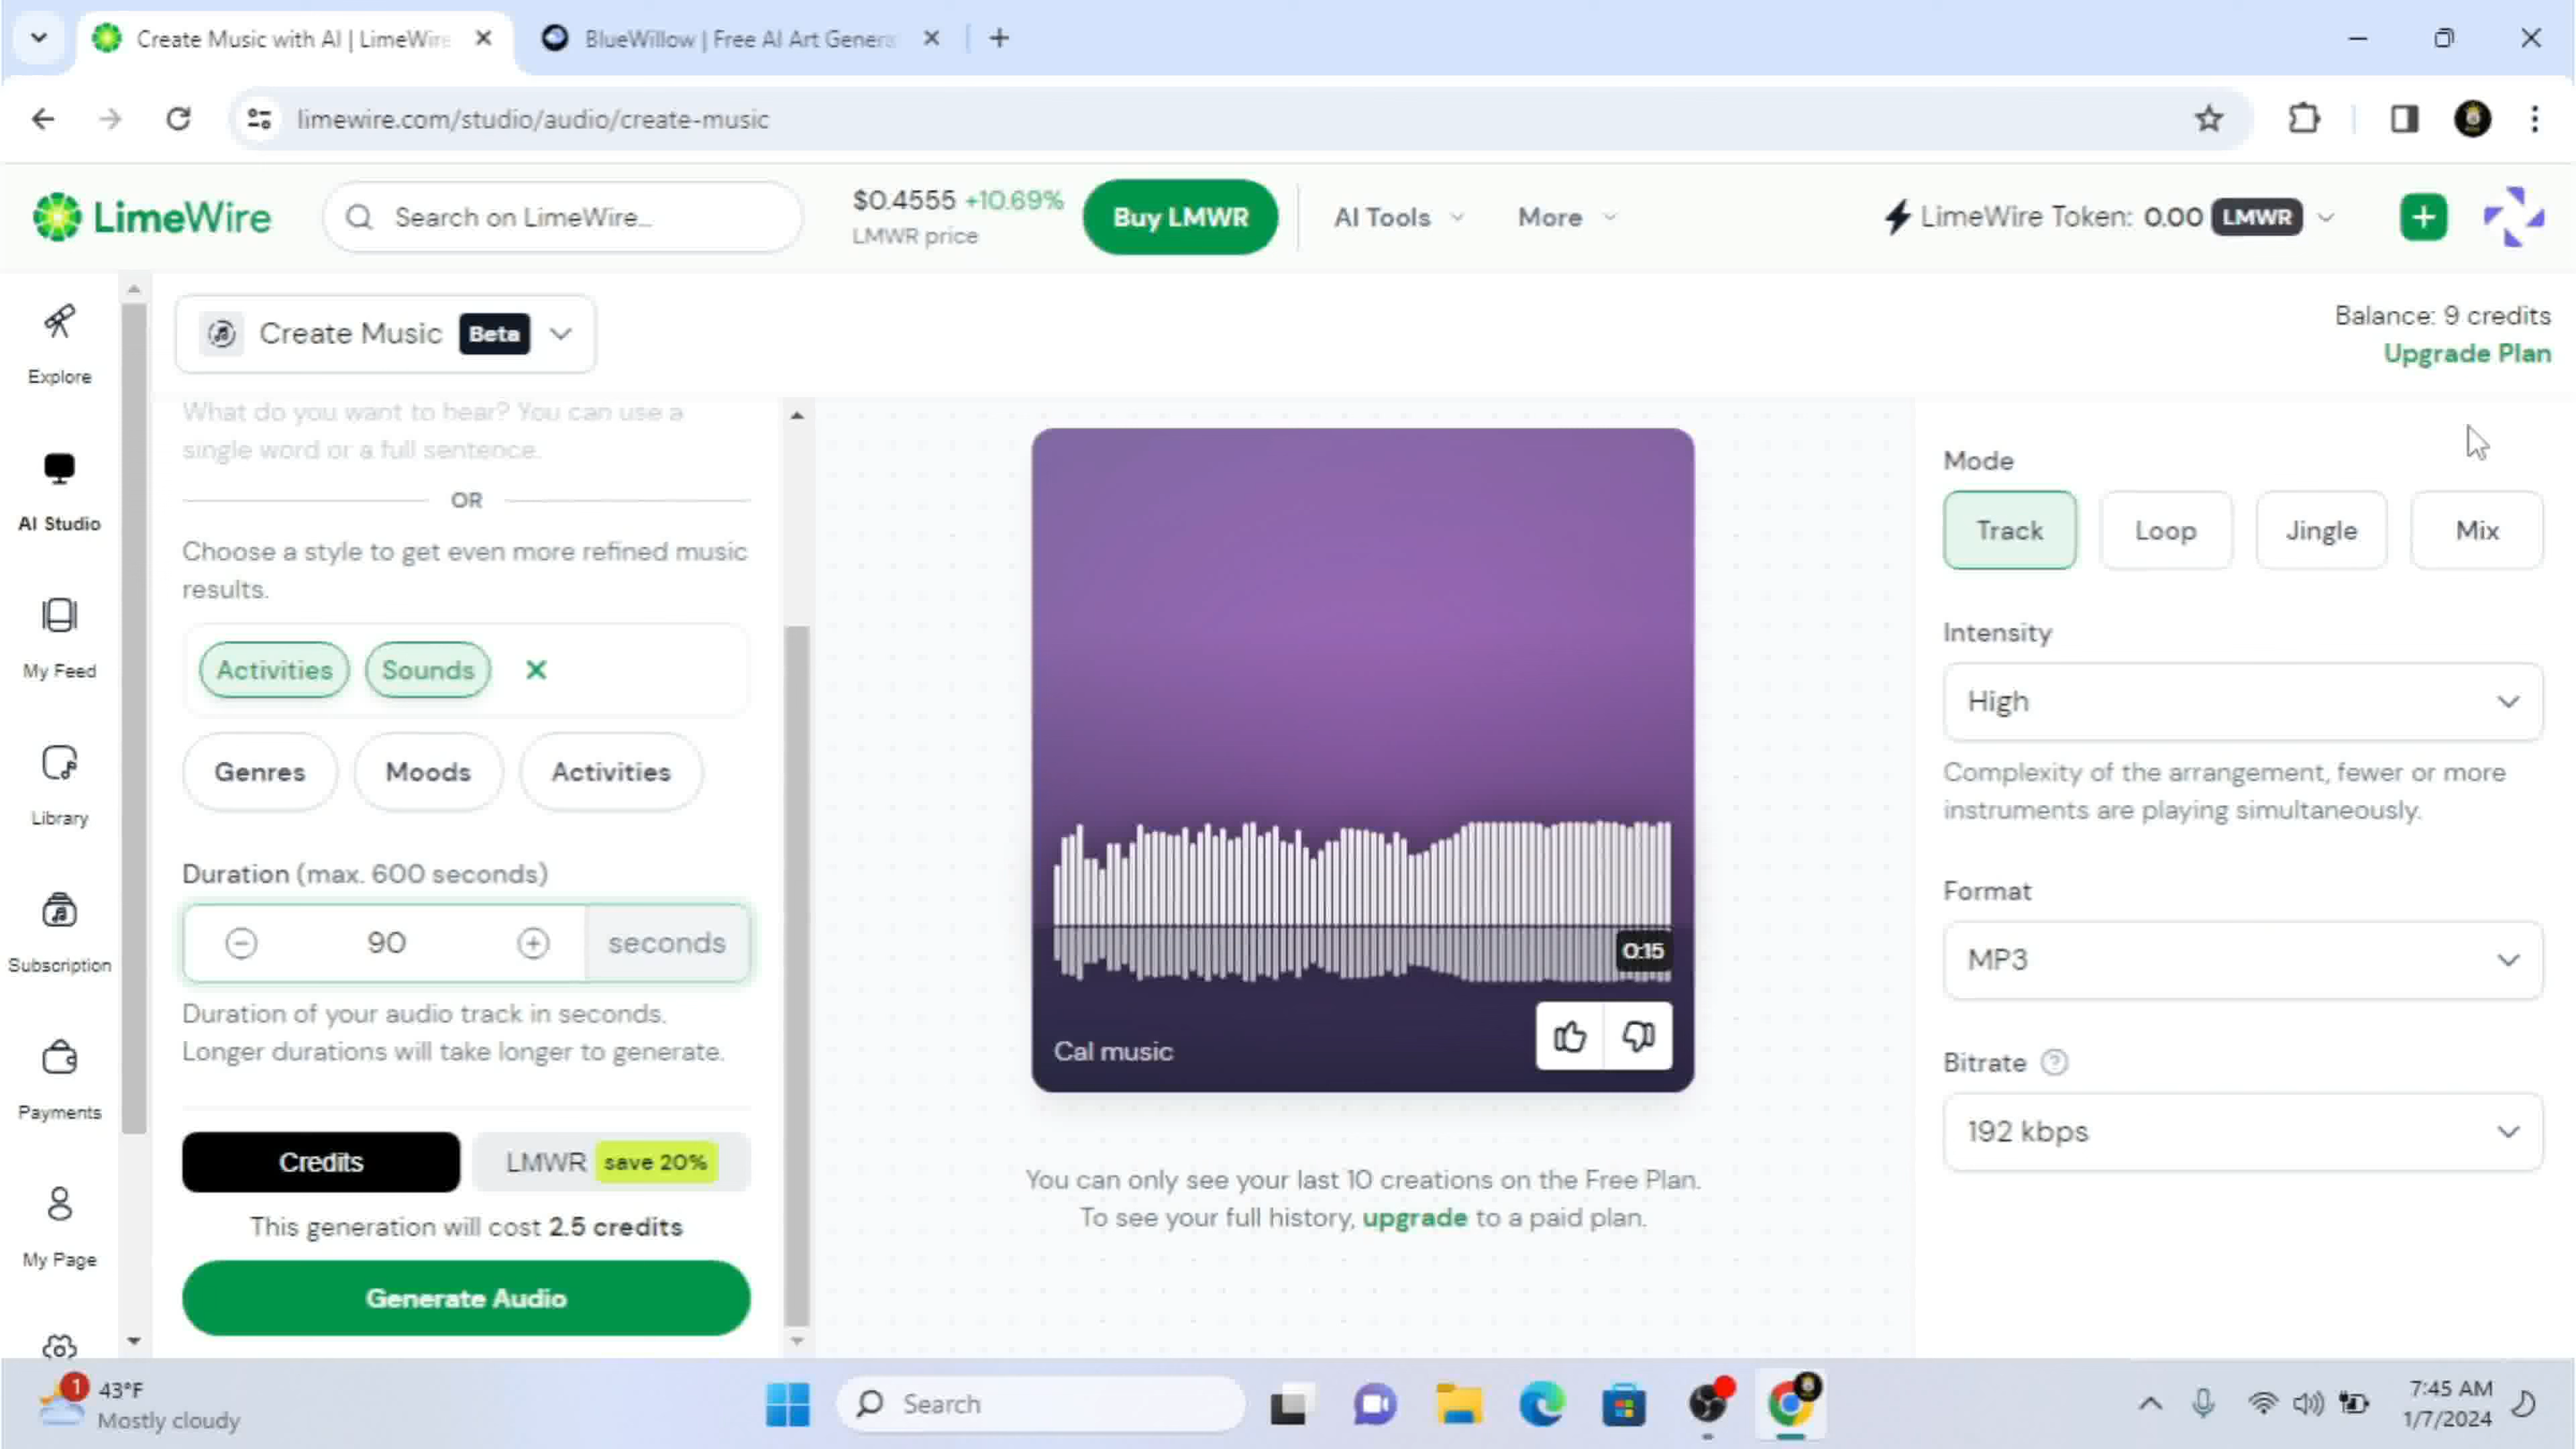 Create Music with AI | LimeWire
BlueWillow | Free AI Art Genera
limewire.com/studio/audio/create-music
LimeWire
Search on LimeWire...
$0.4555 +10.69%
LMWR price
Buy LMWR
AI Tools
More
LimeWire Token: 0.00 LMWR
Explore
AI Studio
My Feed
Library
Subscription
Payments
My Page
Create Music Beta
Balance: 9 credits
Upgrade Plan
What do you want to hear? You can use a
single word or a full sentence.
OR
Choose a style to get even more refined music
results.
Activities Sounds
Genres Moods Activities
Duration (max. 600 seconds)
90 seconds
Duration of your audio track in seconds.
Longer durations will take longer to generate.
Credits
LMWR save 20%
This generation will cost 2.5 credits
Generate Audio
0:15
Cal music
You can only see your last 10 creations on the Free Plan.
To see your full history, upgrade to a paid plan.
Mode
Track Loop Jingle Mix
Intensity
High
Complexity of the arrangement, fewer or more
instruments are playing simultaneously.
Format
MP3
Bitrate ?
192 kbps
1
43°F
Mostly cloudy
Search
7:45 AM
1/7/2024